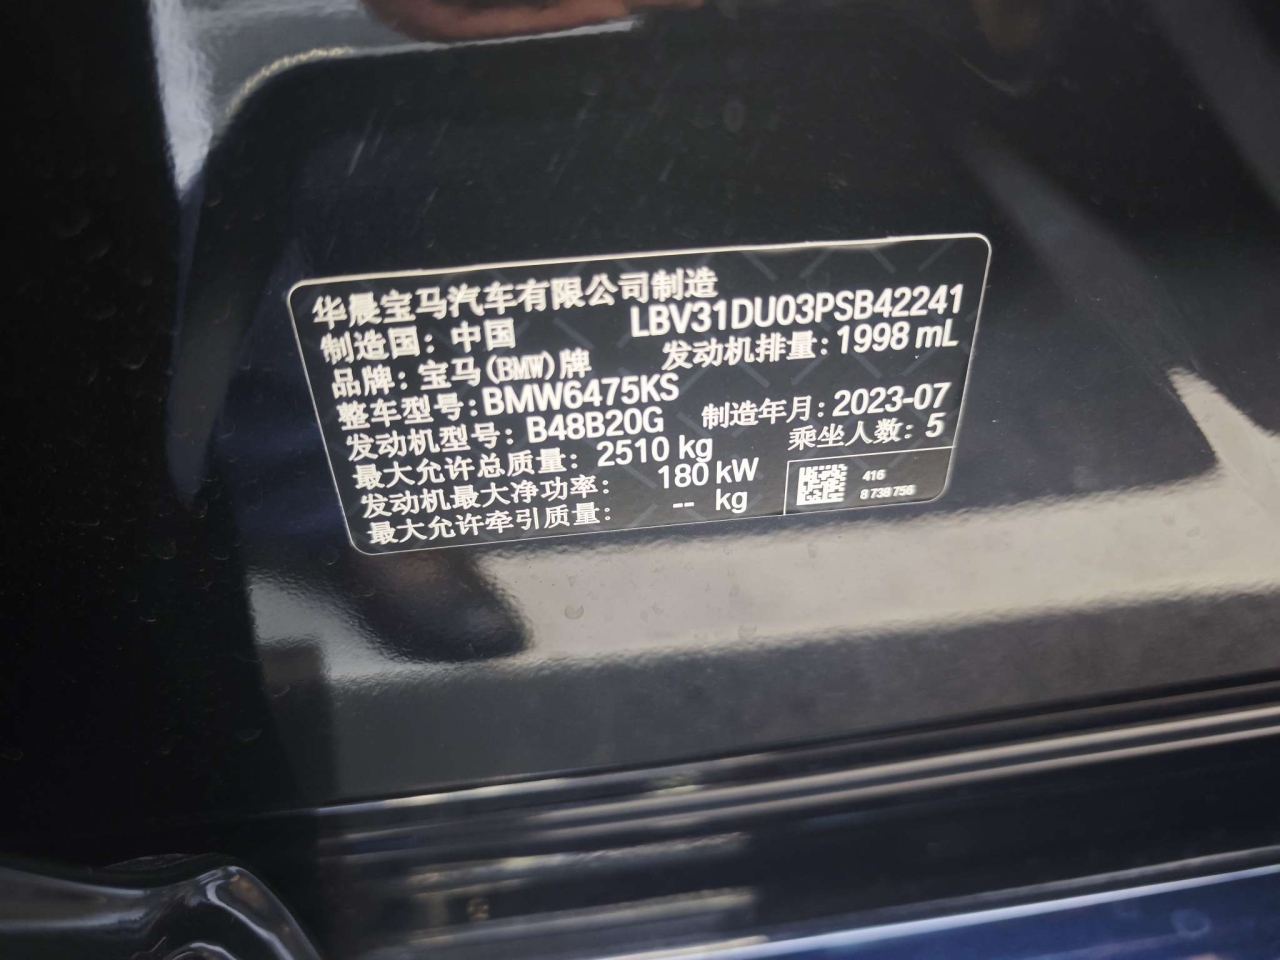 华晨宝马汽车有限公司制造
制造国：中国 LBV31DU03PSB42241
品牌：宝马(BMW)牌 发动机排量：1998 mL
整车型号：BMW6475KS
发动机型号：B48B20G 制造年月：2023-07
最大允许总质量：2510 kg 乘坐人数：5
发动机最大净功率：180 kW
最大允许牵引质量：-- kg
416
8 738 756